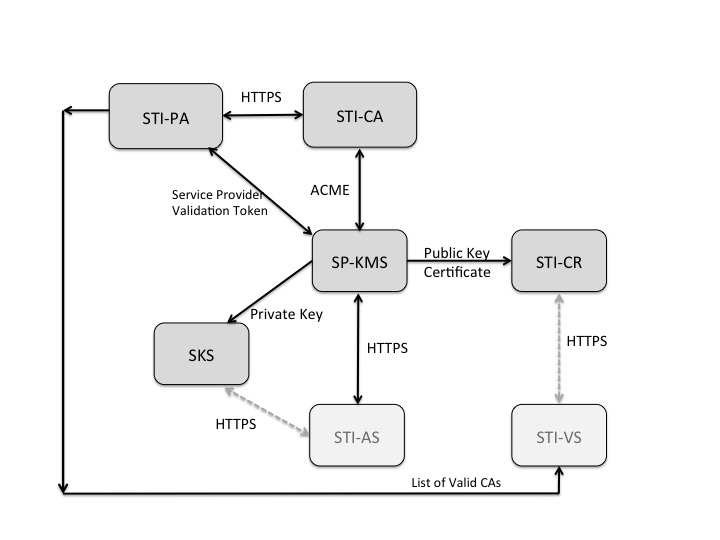 HTTPS
STI-PA
STI-CA
Service Provider
Validation Token
ACME
SP-KMS
Public Key
Certificate
STI-CR
Private Key
SKS
HTTPS
HTTPS
HTTPS
STI-AS
STI-VS
List of Valid CAs